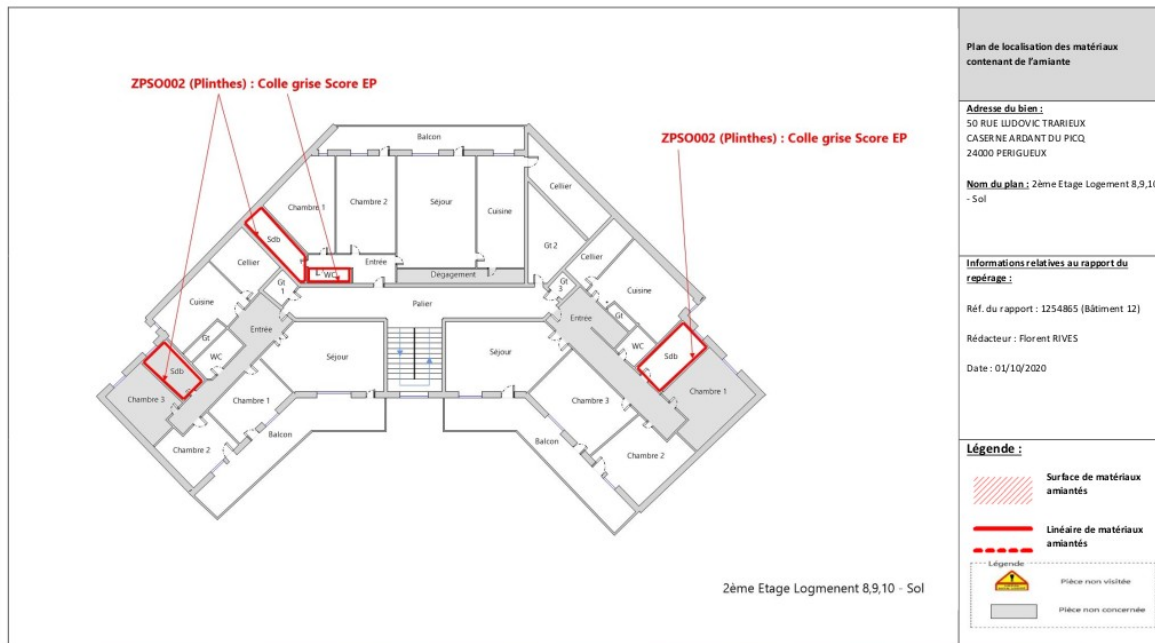 ZPSO002 (Plinthes) : Colle grise Score EP
ZPSO002 (Plinthes) : Colle grise Score EP
Balcon
Cellier
Chambre 1
Chambre 2
Séjour
Cuisine
Sdb
Gt 2
Cellier
WC
Entrée
Dégagement
Cellier
Gt
1
Gt
3
Cuisine
Cuisine
Palier
Entrée
Entrée
Gt
Gt
WC
WC
Séjour
Séjour
Sdb
Sdb
Chambre 3
Chambre 1
Chambre 3
Chambre 1
Chambre 2
Balcon
Balcon
Chambre 2
2ème Etage Logmenent 8,9,10 - Sol
Plan de localisation des matériaux
contenant de l'amiante
Adresse du bien :
50 RUE LUDOVIC TRARIEUX
CASERNE ARDANT DU PICQ
24000 PERIGUEUX
Nom du plan : 2ème Etage Logement 8,9,10
- Sol
Informations relatives au rapport du
repérage :
Réf. du rapport : 1254865 (Bâtiment 12)
Rédacteur : Florent RIVES
Date : 01/10/2020
Légende :
Surface de matériaux
amiantés
Linéaire de matériaux
amiantés
Légende
Pièce non visitée
Pièce non concernée